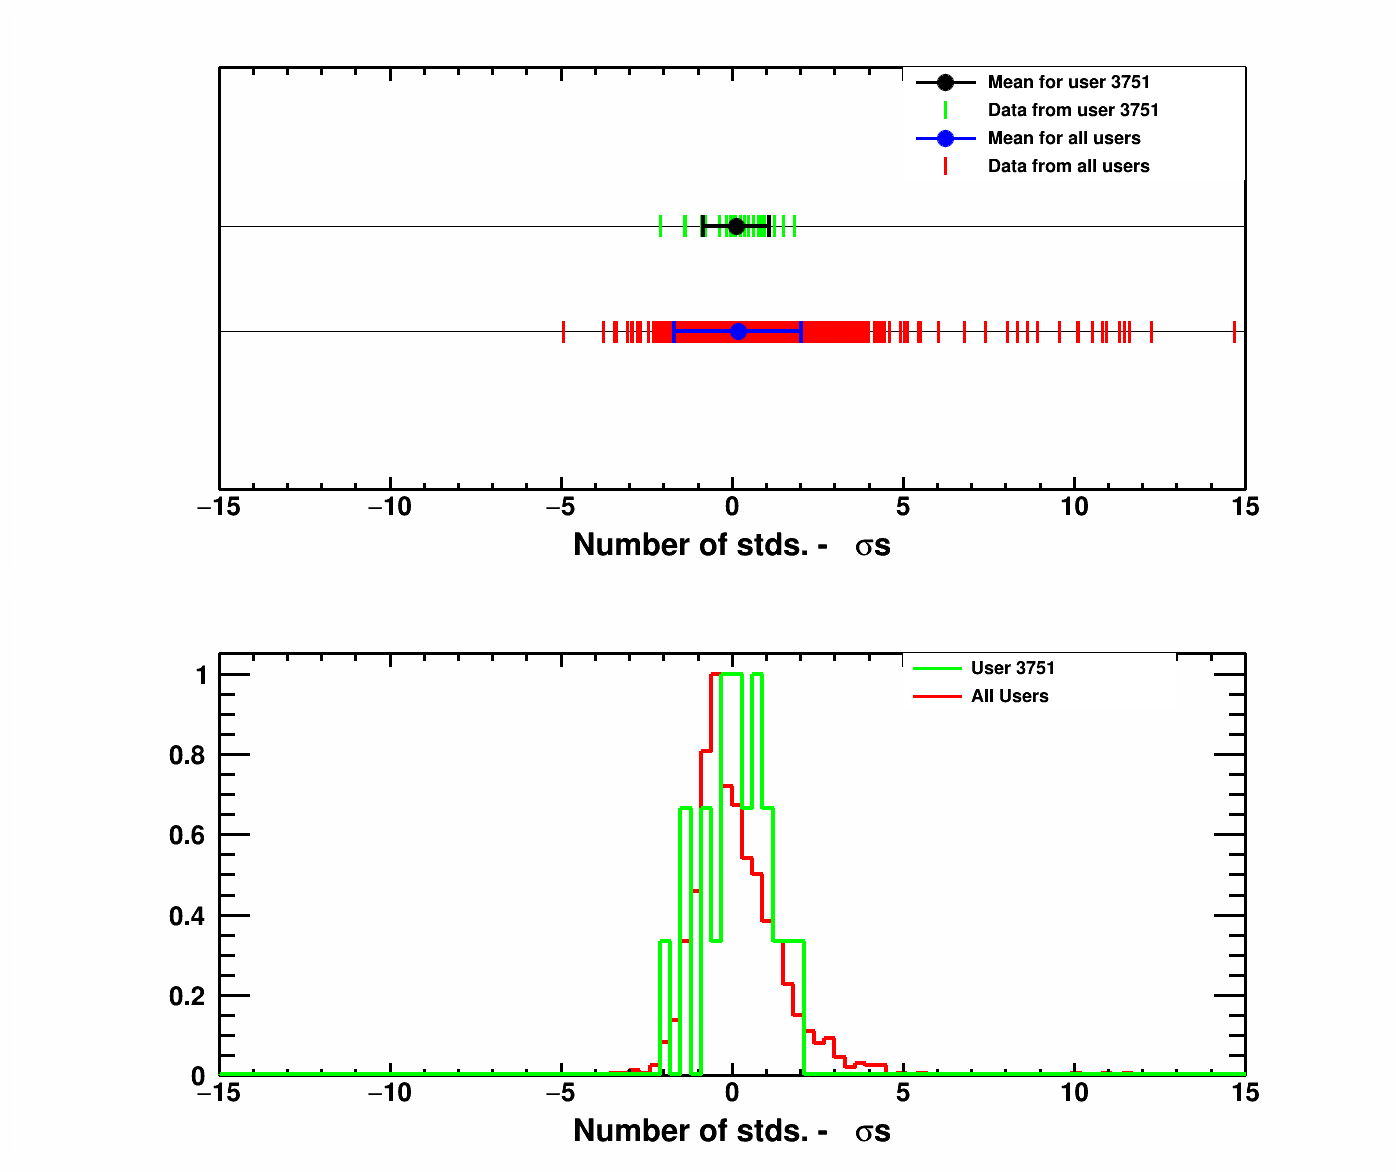 Mean for user 3751
Data from user 3751
Mean for all users
Data from all users
−15 −10 −5 0 5 10 15
Number of stds. - σs
User 3751
All Users
1
0.8
0.6
0.4
0.2
0
−15 −10 −5 0 5 10 15
Number of stds. - σs